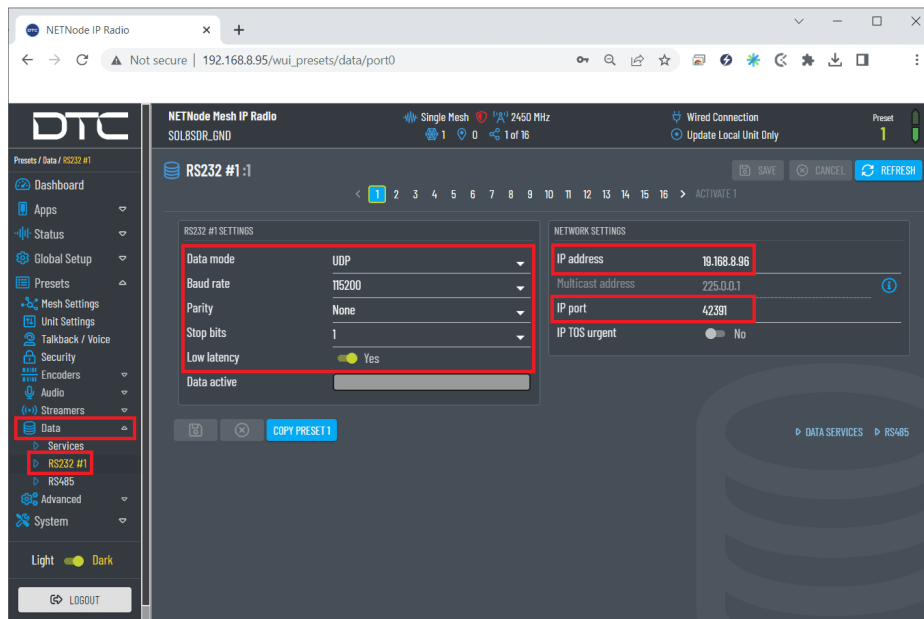 NETNode IP Radio
Not secure | 192.168.8.95/wui_presets/data/port0
DTC
NETNode Mesh IP Radio
SOL8SDR_GND
Single Mesh 2450 MHz
1 0 1 of 16
Wired Connection
Update Local Unit Only
Preset
1
Presets / Data / RS232 #1
Dashboard
Apps
Status
Global Setup
Presets
Mesh Settings
Unit Settings
Talkback / Voice
Security
Encoders
Audio
Streamers
Data
Services
RS232 #1
RS485
Advanced
System
Light Dark
LOGOUT
RS232 #1 :1
SAVE CANCEL REFRESH
< 1 2 3 4 5 6 7 8 9 10 11 12 13 14 15 16 > ACTIVATE 1
RS232 #1 SETTINGS
Data mode UDP
Baud rate 115200
Parity None
Stop bits 1
Low latency Yes
Data active
NETWORK SETTINGS
IP address 19.168.8.96
Multicast address 225.0.0.1
IP port 42391
IP TOS urgent No
COPY PRESET 1
DATA SERVICES RS485